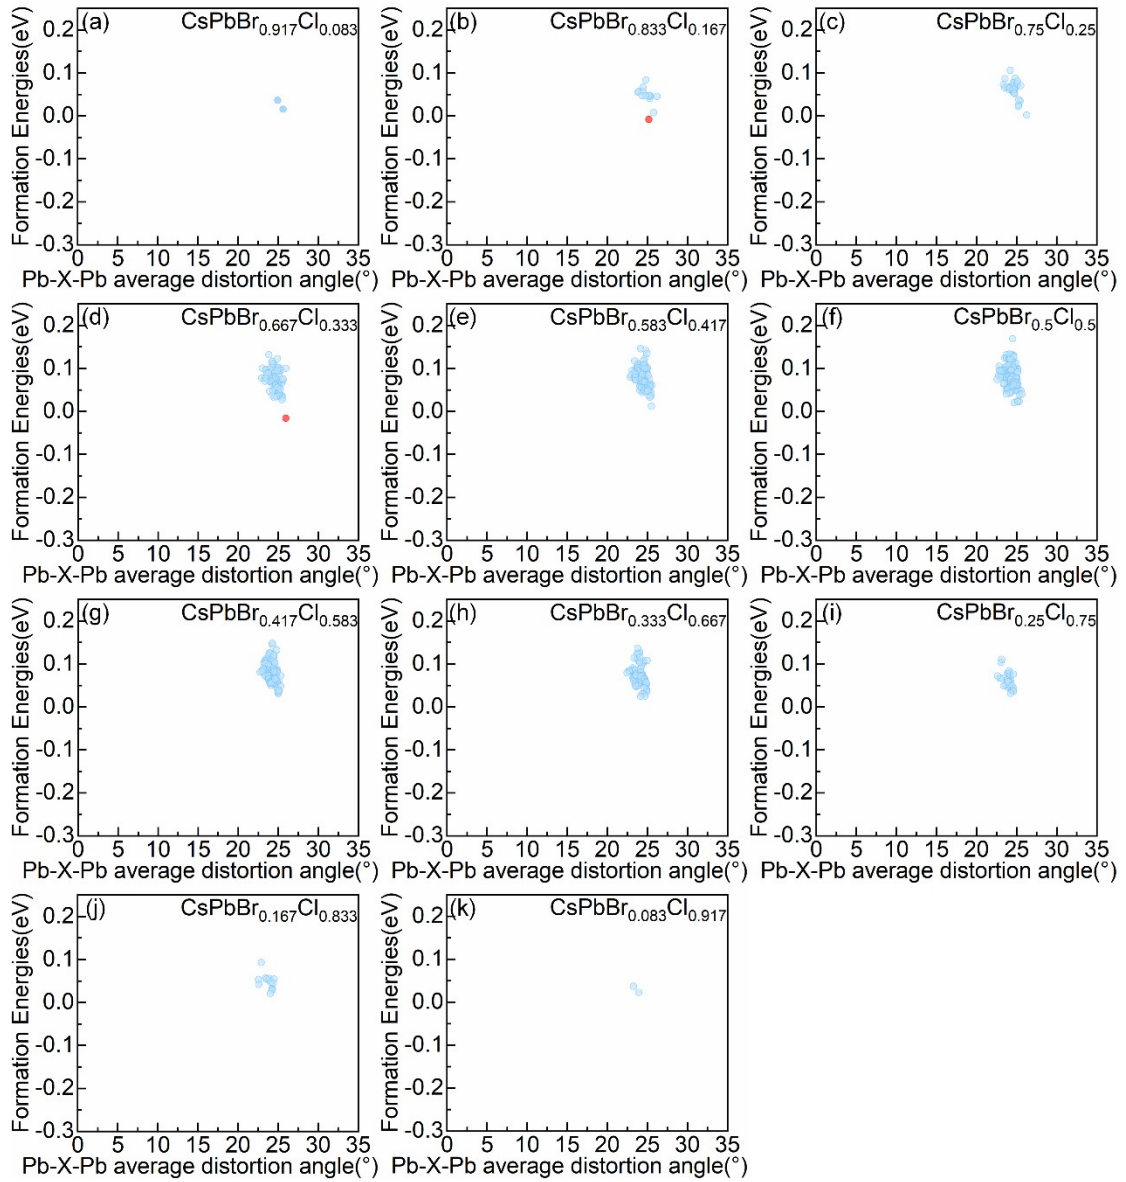 (a) CsPbBr0.917Cl0.083
Formation Energies(eV)
0.2
0.1
0.0
-0.1
-0.2
-0.3
0 5 10 15 20 25 30 35
Pb-X-Pb average distortion angle(°)
(b) CsPbBr0.833Cl0.167
Formation Energies(eV)
0.2
0.1
0.0
-0.1
-0.2
-0.3
0 5 10 15 20 25 30 35
Pb-X-Pb average distortion angle(°)
(c) CsPbBr0.75Cl0.25
Formation Energies(eV)
0.2
0.1
0.0
-0.1
-0.2
-0.3
0 5 10 15 20 25 30 35
Pb-X-Pb average distortion angle(°)
(d) CsPbBr0.667Cl0.333
Formation Energies(eV)
0.2
0.1
0.0
-0.1
-0.2
-0.3
0 5 10 15 20 25 30 35
Pb-X-Pb average distortion angle(°)
(e) CsPbBr0.583Cl0.417
Formation Energies(eV)
0.2
0.1
0.0
-0.1
-0.2
-0.3
0 5 10 15 20 25 30 35
Pb-X-Pb average distortion angle(°)
(f) CsPbBr0.5Cl0.5
Formation Energies(eV)
0.2
0.1
0.0
-0.1
-0.2
-0.3
0 5 10 15 20 25 30 35
Pb-X-Pb average distortion angle(°)
(g) CsPbBr0.417Cl0.583
Formation Energies(eV)
0.2
0.1
0.0
-0.1
-0.2
-0.3
0 5 10 15 20 25 30 35
Pb-X-Pb average distortion angle(°)
(h) CsPbBr0.333Cl0.667
Formation Energies(eV)
0.2
0.1
0.0
-0.1
-0.2
-0.3
0 5 10 15 20 25 30 35
Pb-X-Pb average distortion angle(°)
(i) CsPbBr0.25Cl0.75
Formation Energies(eV)
0.2
0.1
0.0
-0.1
-0.2
-0.3
0 5 10 15 20 25 30 35
Pb-X-Pb average distortion angle(°)
(j) CsPbBr0.167Cl0.833
Formation Energies(eV)
0.2
0.1
0.0
-0.1
-0.2
-0.3
0 5 10 15 20 25 30 35
Pb-X-Pb average distortion angle(°)
(k) CsPbBr0.083Cl0.917
Formation Energies(eV)
0.2
0.1
0.0
-0.1
-0.2
-0.3
0 5 10 15 20 25 30 35
Pb-X-Pb average distortion angle(°)